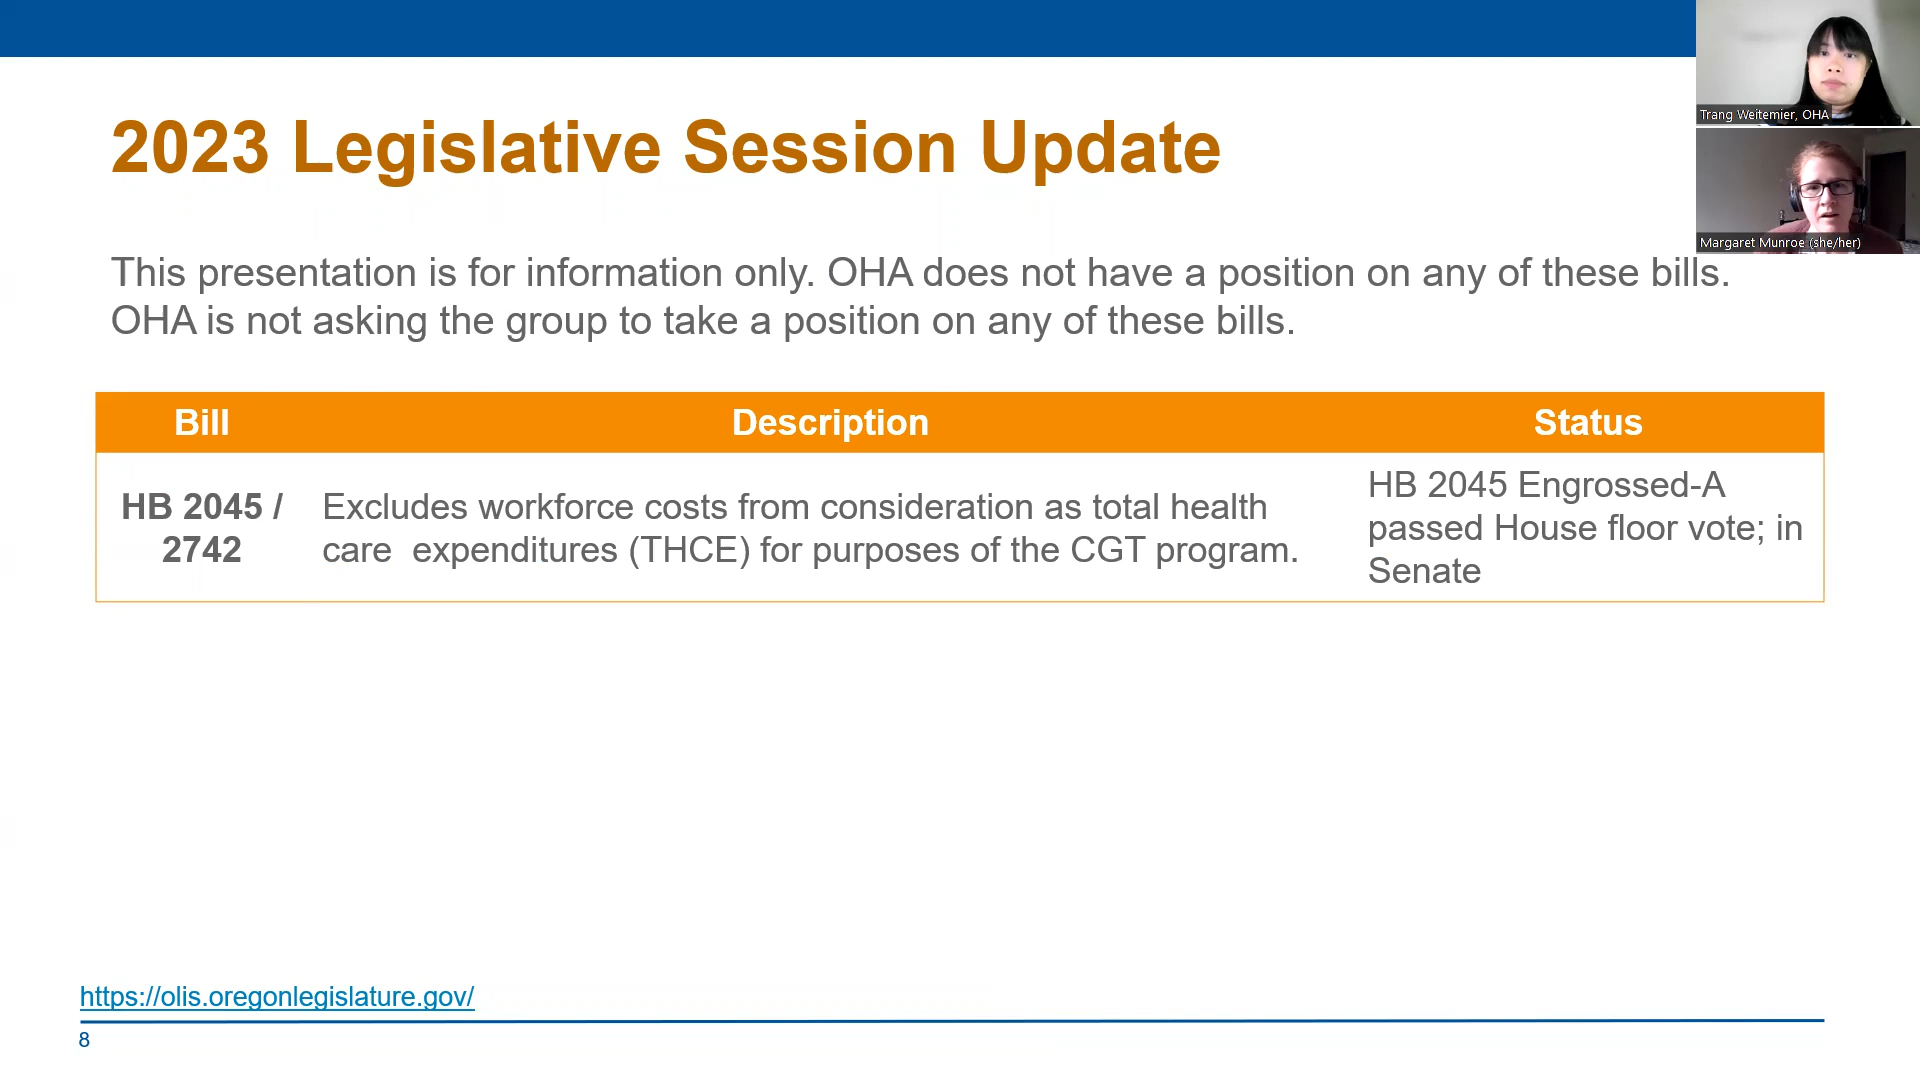 Trang Weitemier, OHA
Margaret Munroe (she/her)
2023 Legislative Session Update
This presentation is for information only. OHA does not have a position on any of these bills.
OHA is not asking the group to take a position on any of these bills.
Bill Description Status
HB 2045 /
2742
Excludes workforce costs from consideration as total health
care  expenditures (THCE) for purposes of the CGT program.
HB 2045 Engrossed-A
passed House floor vote; in
Senate
https://olis.oregonlegislature.gov/
8